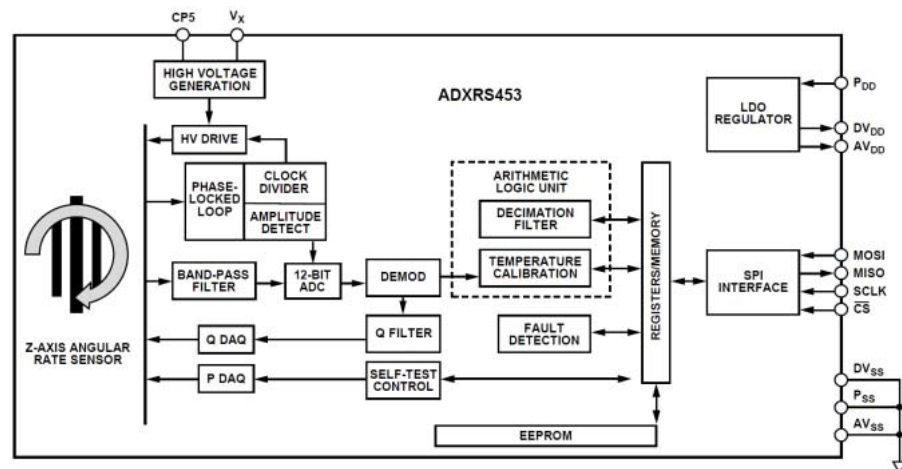 CP5
VX
HIGH VOLTAGE
GENERATION
ADXRS453
LDO
REGULATOR
PDD
DVDD
AVDD
HV DRIVE
PHASE-
LOCKED
LOOP
CLOCK
DIVIDER
AMPLITUDE
DETECT
ARITHMETIC
LOGIC UNIT
DECIMATION
FILTER
TEMPERATURE
CALIBRATION
REGISTERS/MEMORY
SPI
INTERFACE
MOSI
MISO
SCLK
CS
BAND-PASS
FILTER
12-BIT
ADC
DEMOD
Q DAQ
Q FILTER
FAULT
DETECTION
Z-AXIS ANGULAR
RATE SENSOR
P DAQ
SELF-TEST
CONTROL
EEPROM
DVSS
PSS
AVSS